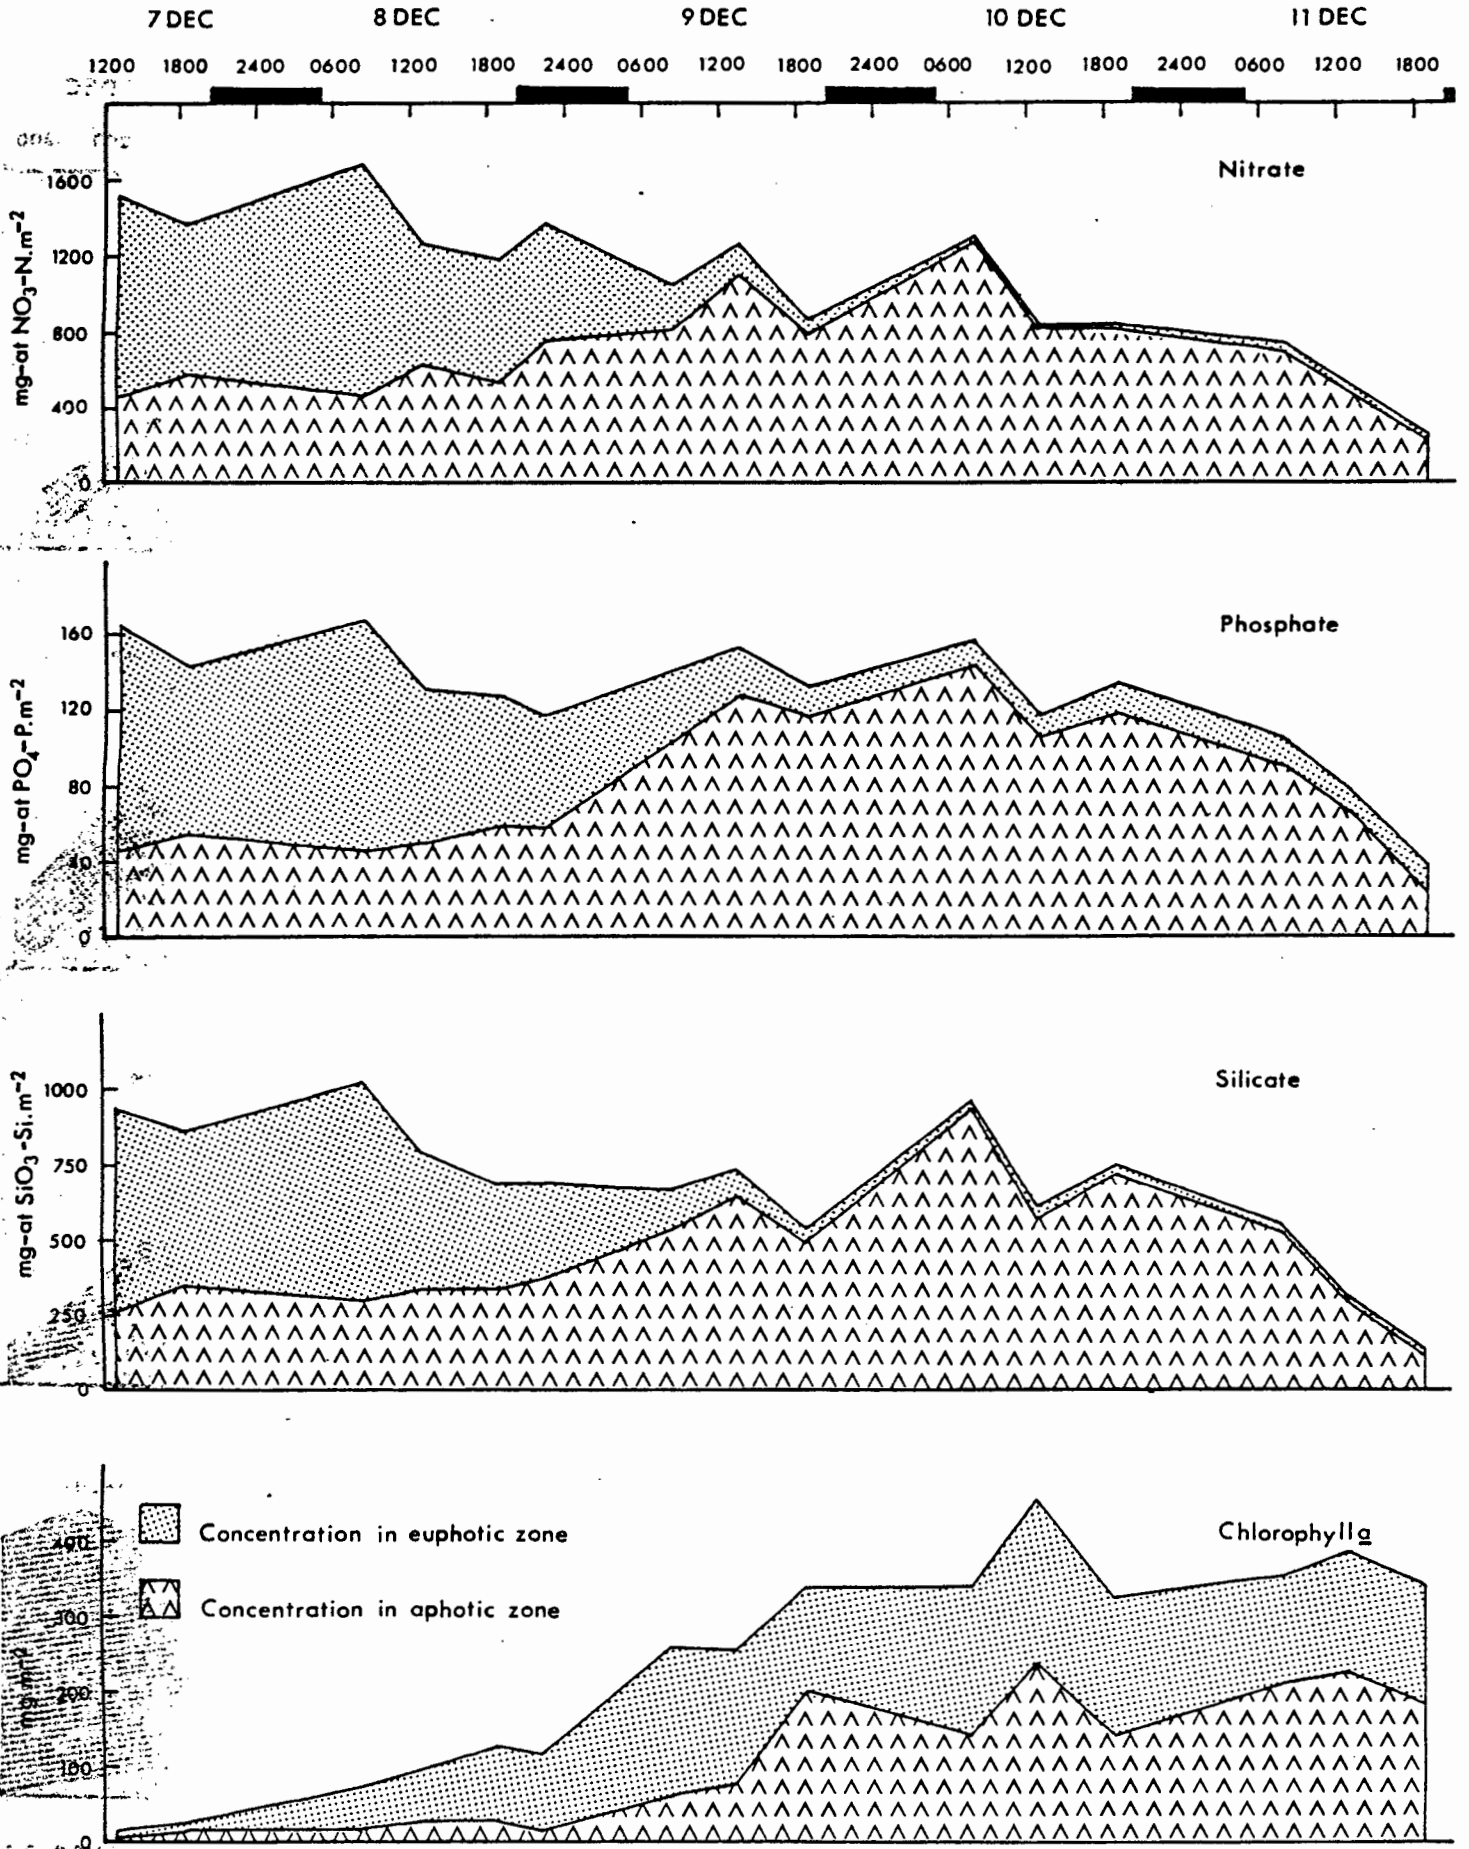 7 DEC 8 DEC 9 DEC 10 DEC 11 DEC
1200 1800 2400 0600 1200 1800 2400 0600 1200 1800 2400 0600 1200 1800 2400 0600 1200 1800
Nitrate
mg-at NO₃-N.m⁻²
1600
1200
800
400
0
Phosphate
mg-at PO₄-P.m⁻²
160
120
80
40
0
Silicate
mg-at SiO₃-Si.m⁻²
1000
750
500
250
0
Chlorophyll a
Concentration in euphotic zone
Concentration in aphotic zone
mg m⁻²
400
300
200
100
0